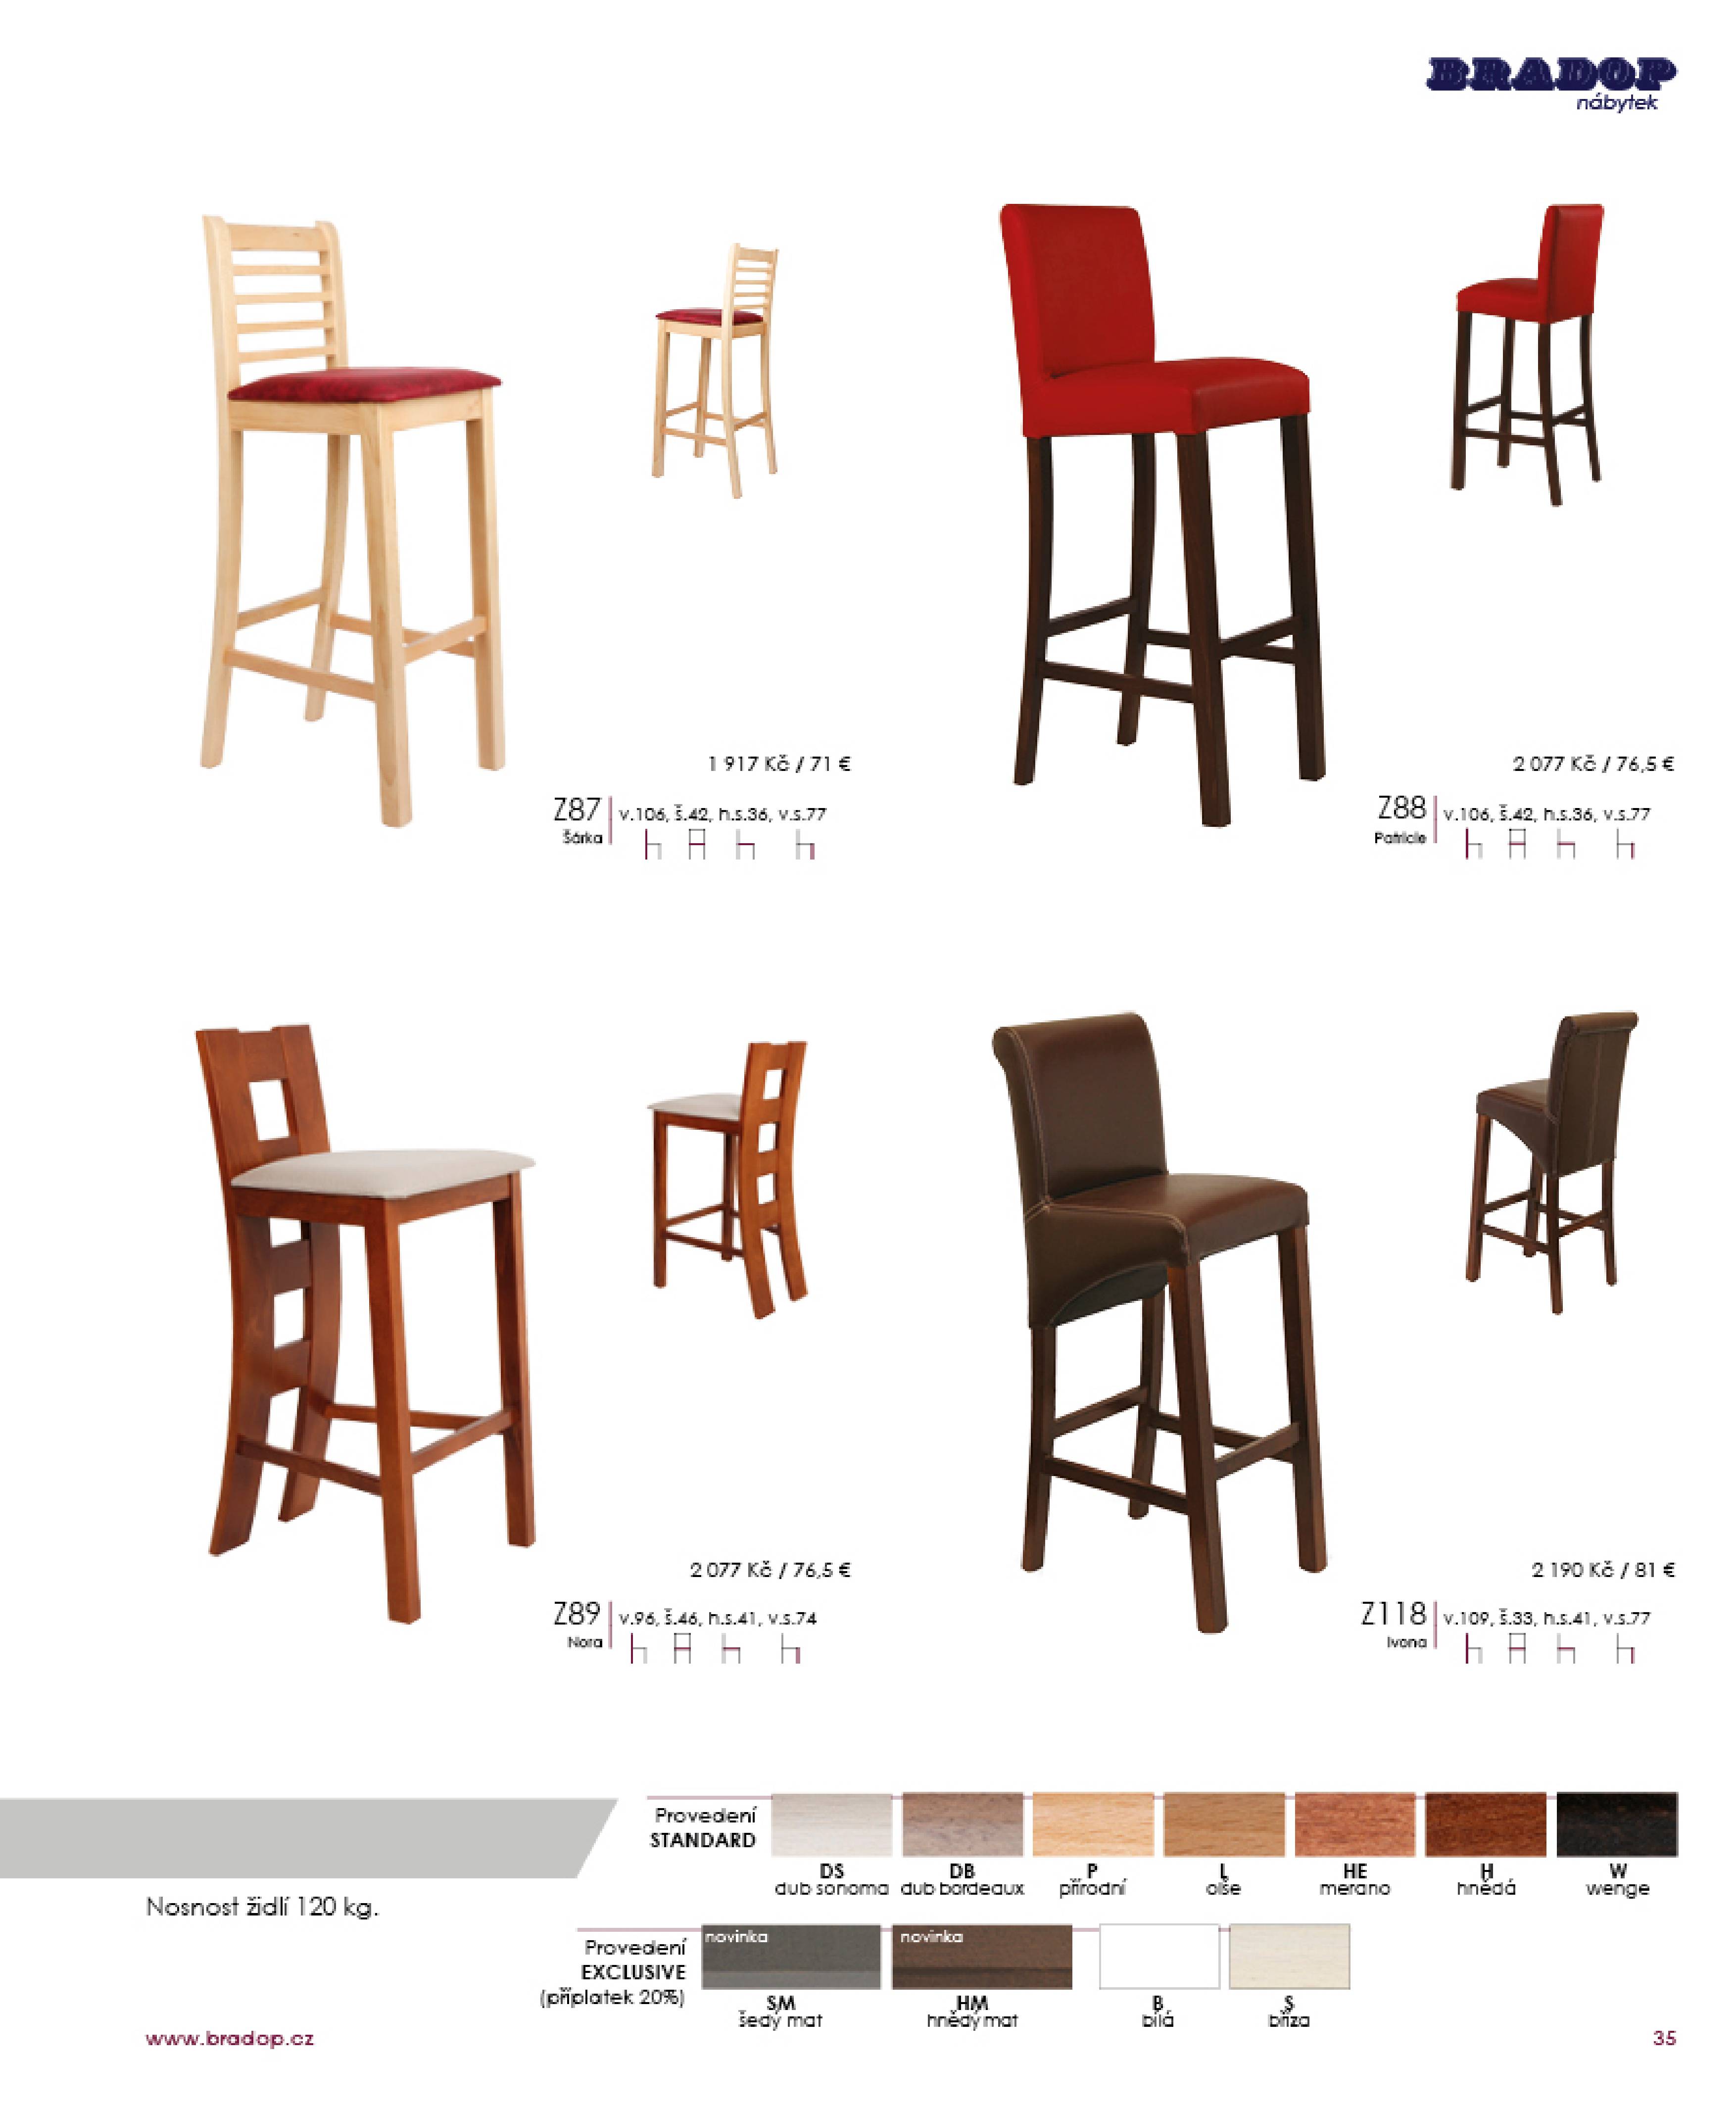 BRADOP
nábytek
1 917 Kč / 71 €
Z87
v.106, š.42, h.s.36, v.s.77
Šárka
2 077 Kč / 76,5 €
Z88
v.106, š.42, h.s.36, v.s.77
Patricie
2 077 Kč / 76,5 €
Z89
v.96, š.46, h.s.41, v.s.74
Nora
2 190 Kč / 81 €
Z118
v.109, š.33, h.s.41, v.s.77
Ivona
Provedení
STANDARD
DS
dub sonoma
DB
dub bordeaux
P
přírodní
L
olše
HE
merano
H
hnědá
W
wenge
Nosnost židlí 120 kg.
Provedení
EXCLUSIVE
(příplatek 20%)
novinka
SM
šedý mat
novinka
HM
hnědý mat
B
bílá
S
bříza
www.bradop.cz
35